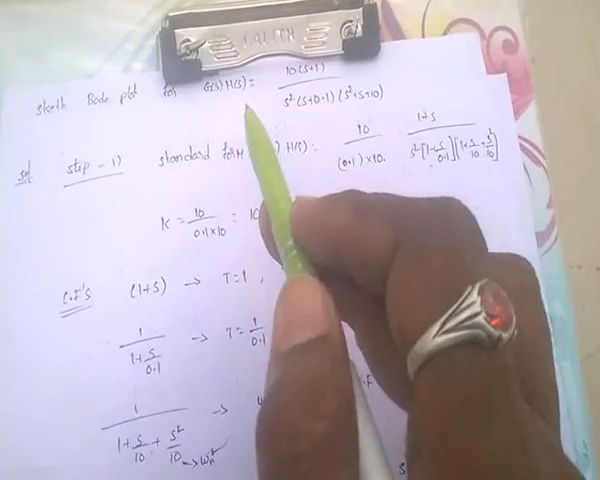 sketh Bode plot for G(s) H(s) = 10 (s+1) / s² (s+0.1) (s²+s+10)
Sol step - 1) standard form H(s) : 10 / (0.1) × 10. 1+s / s² [1+ s/0.1] [1+ s/10 + s²/10]
K = 10 / 0.1×10 = 10
C.F'S (1+s) → T = 1 ,
1 / 1+ s/0.1 → T = 1/0.1
1 / 1+ s/10 + s²/10 → ωn²